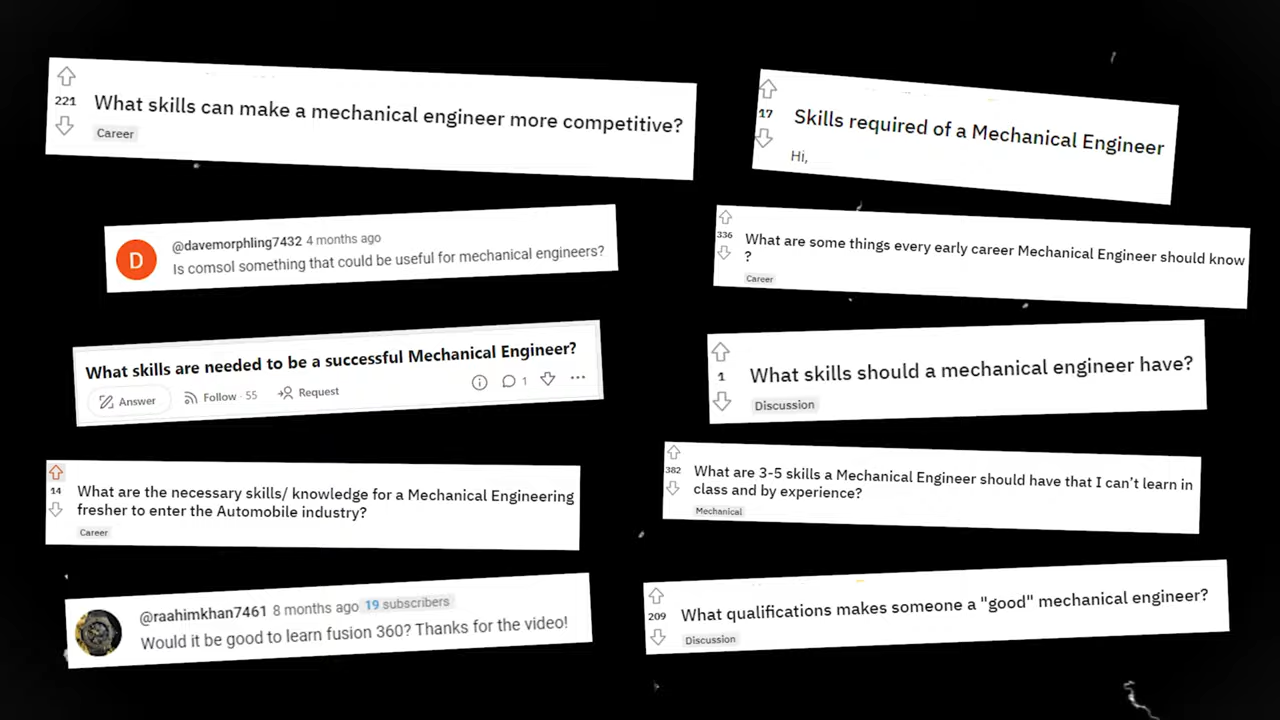 221
What skills can make a mechanical engineer more competitive?
Career
17
Skills required of a Mechanical Engineer
Hi,
D
@davemorphling7432 4 months ago
Is comsol something that could be useful for mechanical engineers?
336
What are some things every early career Mechanical Engineer should know
?
Career
What skills are needed to be a successful Mechanical Engineer?
Answer Follow · 55 Request 1
1
What skills should a mechanical engineer have?
Discussion
14
What are the necessary skills/ knowledge for a Mechanical Engineering
fresher to enter the Automobile industry?
Career
382
What are 3-5 skills a Mechanical Engineer should have that I can't learn in
class and by experience?
Mechanical
@raahimkhan7461 8 months ago 19 subscribers
Would it be good to learn fusion 360? Thanks for the video!
209
What qualifications makes someone a "good" mechanical engineer?
Discussion